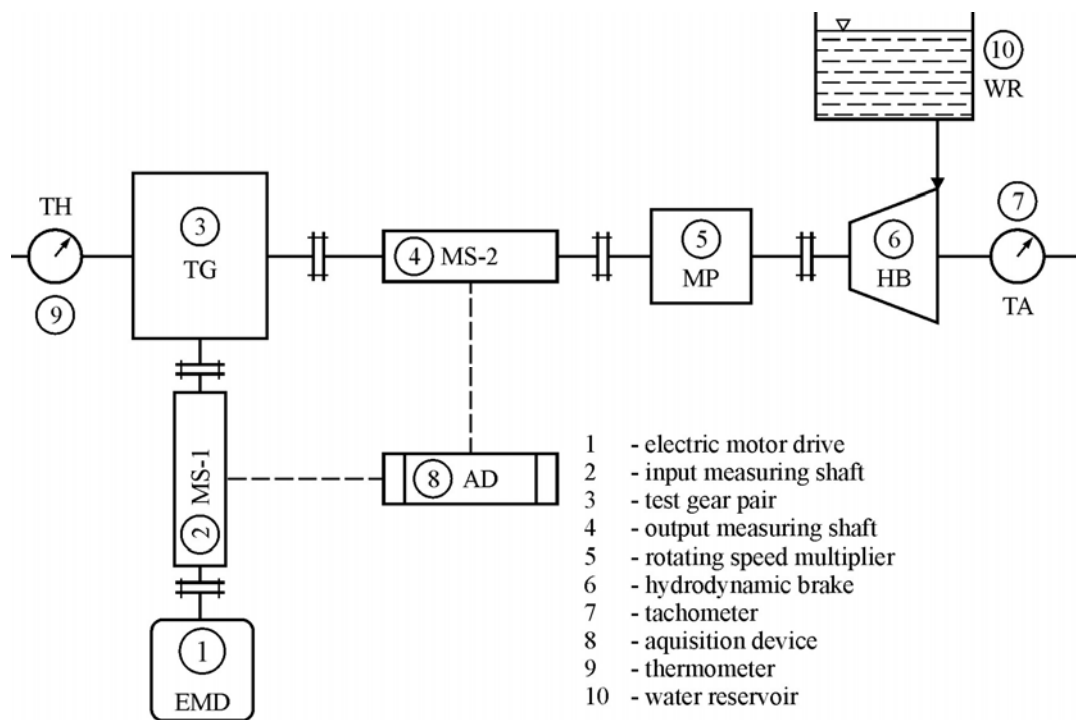 10
WR
TH
3
TG
4 MS-2
5
MP
6
HB
7
TA
9
MS-1
2
8 AD
1
EMD
1 - electric motor drive
2 - input measuring shaft
3 - test gear pair
4 - output measuring shaft
5 - rotating speed multiplier
6 - hydrodynamic brake
7 - tachometer
8 - aquisition device
9 - thermometer
10 - water reservoir